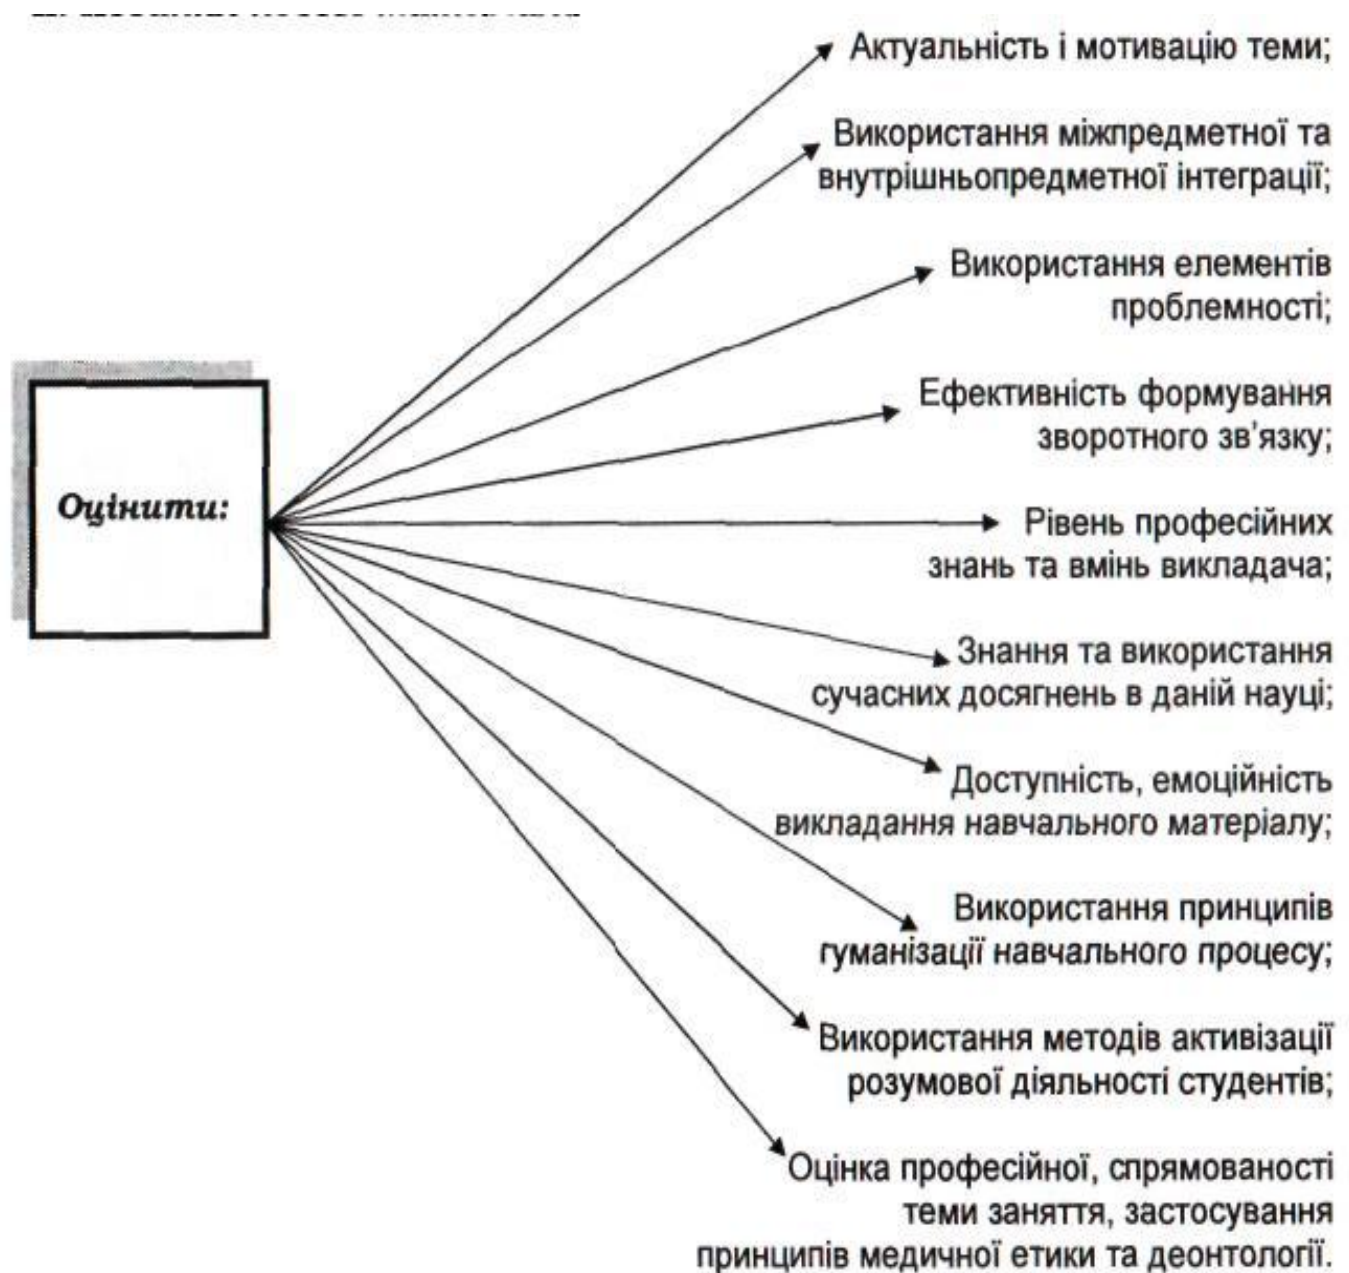 Актуальність і мотивацію теми;
Використання міжпредметної та
внутрішньопредметної інтеграції;
Використання елементів
проблемності;
Ефективність формування
зворотного зв'язку;
Оцінити:
Рівень професійних
знань та вмінь викладача;
Знання та використання
сучасних досягнень в даній науці;
Доступність, емоційність
викладання навчального матеріалу;
Використання принципів
гуманізації навчального процесу;
Використання методів активізації
розумової діяльності студентів;
Оцінка професійної, спрямованості
теми заняття, застосування
принципів медичної етики та деонтології.